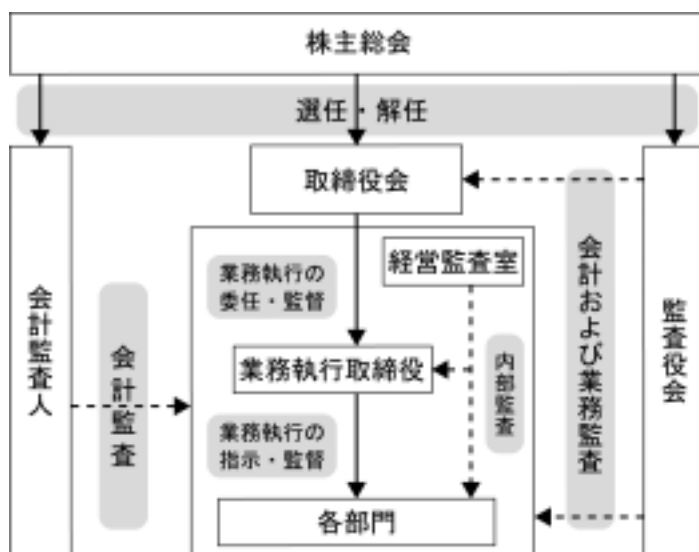 株主総会
選任・解任
取締役会
業務執行の
委任・監督
経営監査室
業務執行取締役
内部監査
業務執行の
指示・監督
各部門
会計監査人
会計監査
会計および業務監査
監査役会